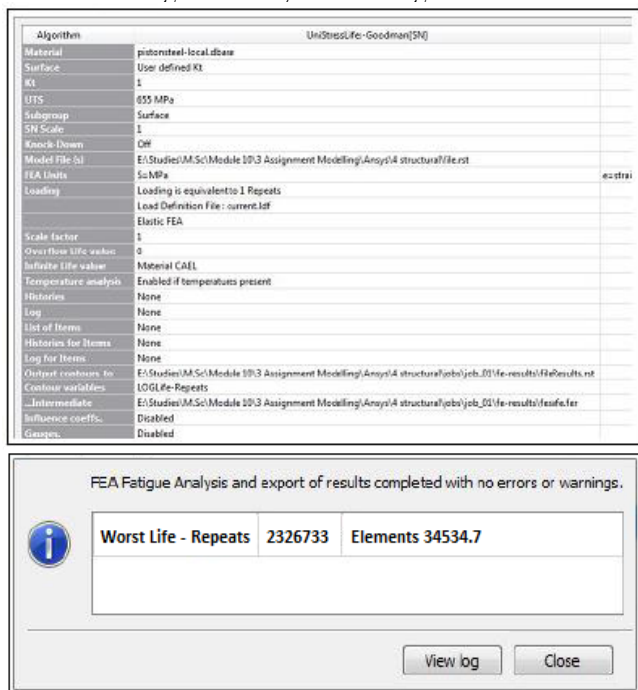 Algorithm UniStressLife:-Goodman[SN]
Material pistonsteel-local.dbase
Surface User defined Kt
Kt 1
UTS 655 MPa
Subgroup Surface
SN Scale 1
Knock-Down Off
Model File (s) E:\Studies\M.Sc\Module 10\3 Assignment Modelling\Ansys\4 structural\file.rst
FEA Units S=MPa e=strai
Loading Loading is equivalent to 1 Repeats
Load Definition File : current.ldf
Elastic FEA
Scale factor 1
Overflow Life value 0
Infinite Life value Material CAEL
Temperature analysis Enabled if temperatures present
Histories None
Log None
List of Items None
Histories for Items None
Log for Items None
Output contours to E:\Studies\M.Sc\Module 10\3 Assignment Modelling\Ansys\4 structural\jobs\job_01\fe-results\fileResults.rst
Contour variables LOGLife-Repeats
...Intermediate E:\Studies\M.Sc\Module 10\3 Assignment Modelling\Ansys\4 structural\jobs\job_01\fe-results\fesafe.fer
Influence coeffs. Disabled
Gauges. Disabled
FEA Fatigue Analysis and export of results completed with no errors or warnings.
Worst Life - Repeats 2326733 Elements 34534.7
View log Close